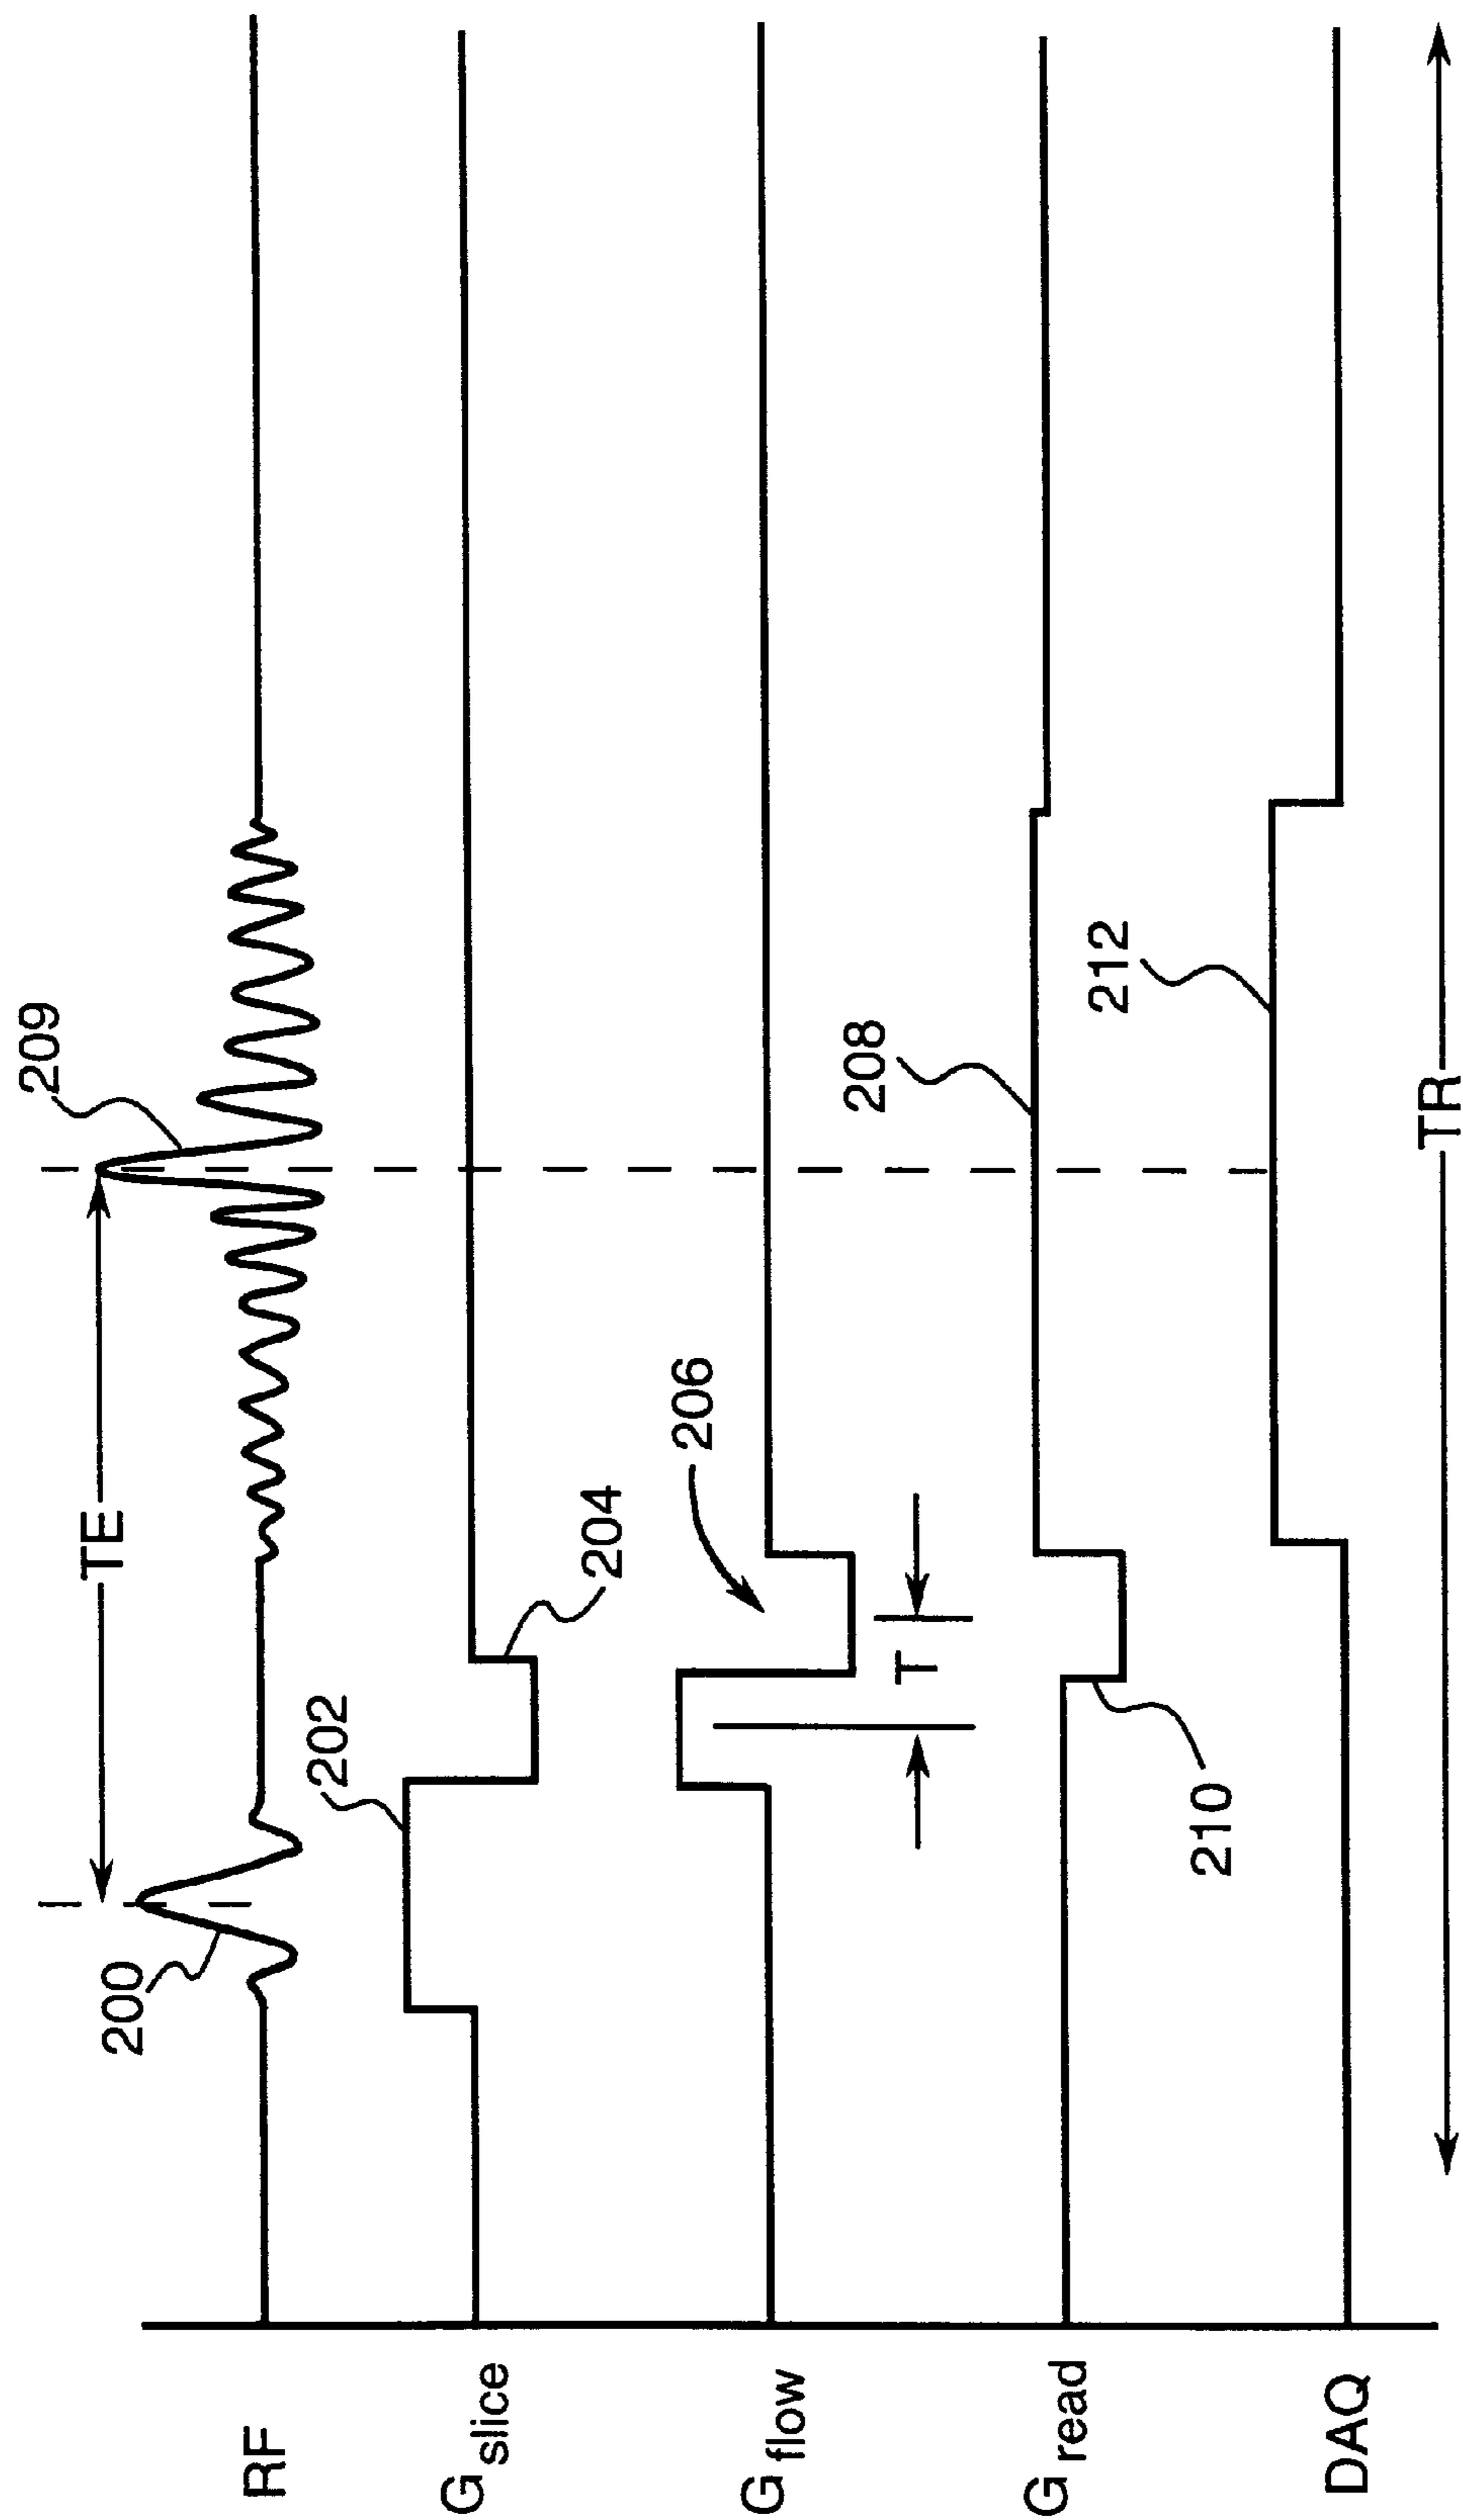 TE
209
200
RF
202
204
G slice
206
G flow
T
208
G read
210
212
DAQ
TR